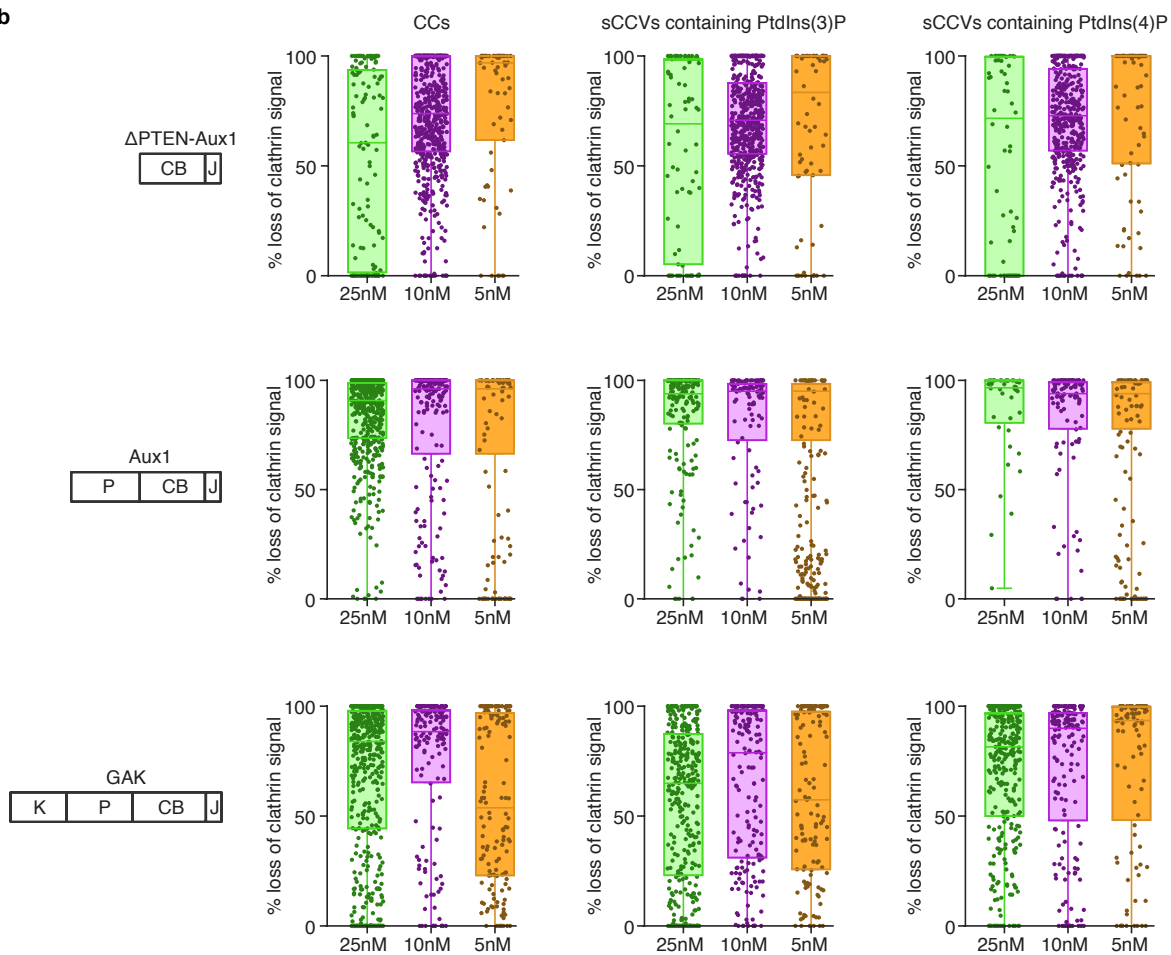 b
CCs
sCCVs containing PtdIns(3)P
sCCVs containing PtdIns(4)P
ΔPTEN-Aux1
CB J
% loss of clathrin signal
100
50
0
25nM 10nM 5nM
% loss of clathrin signal
100
50
0
25nM 10nM 5nM
% loss of clathrin signal
100
50
0
25nM 10nM 5nM
Aux1
P CB J
% loss of clathrin signal
100
50
0
25nM 10nM 5nM
% loss of clathrin signal
100
50
0
25nM 10nM 5nM
% loss of clathrin signal
100
50
0
25nM 10nM 5nM
GAK
K P CB J
% loss of clathrin signal
100
50
0
25nM 10nM 5nM
% loss of clathrin signal
100
50
0
25nM 10nM 5nM
% loss of clathrin signal
100
50
0
25nM 10nM 5nM